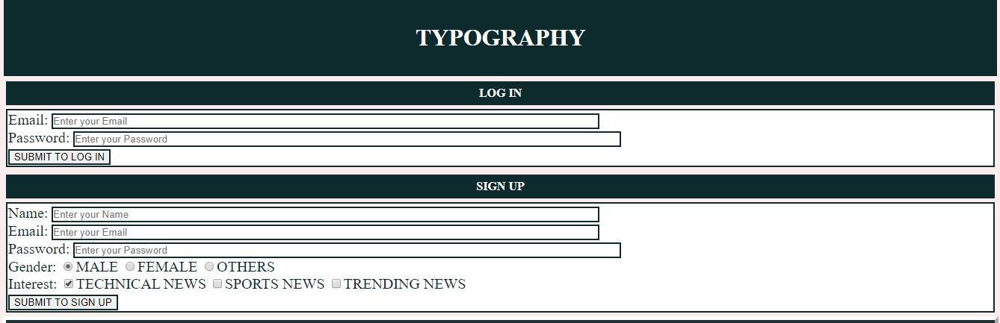 TYPOGRAPHY
LOG IN
Email: Enter your Email
Password: Enter your Password
SUBMIT TO LOG IN
SIGN UP
Name: Enter your Name
Email: Enter your Email
Password: Enter your Password
Gender: MALE FEMALE OTHERS
Interest: TECHNICAL NEWS SPORTS NEWS TRENDING NEWS
SUBMIT TO SIGN UP